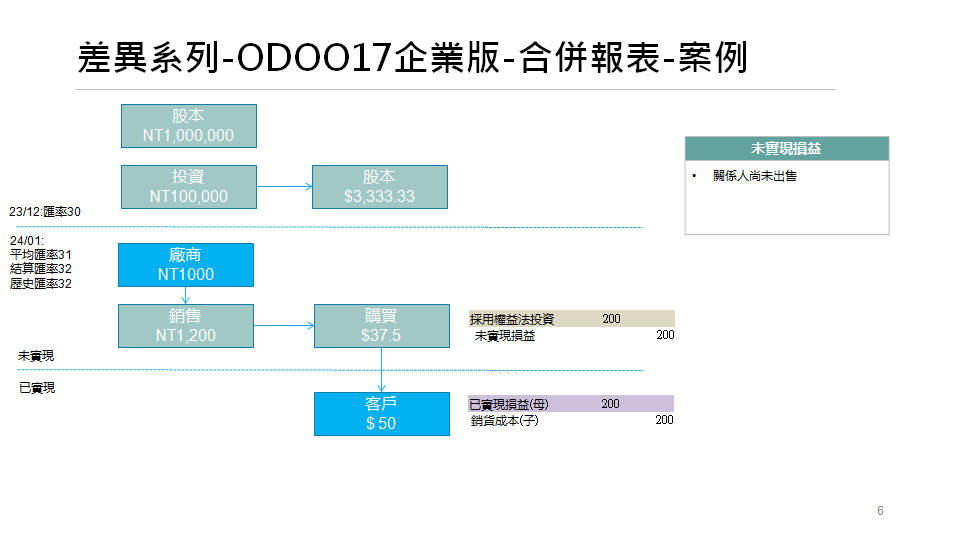 差異系列-ODOO17企業版-合併報表-案例
股本
NT1,000,000
投資
NT100,000
股本
$3,333.33
未實現損益
• 關係人尚未出售
23/12:匯率30
24/01:
平均匯率31
結算匯率32
歷史匯率32
廠商
NT1000
銷售
NT1,200
購買
$37.5
採用權益法投資 200
未實現損益 200
未實現
已實現
客戶
$ 50
已實現損益(母) 200
銷貨成本(子) 200
6